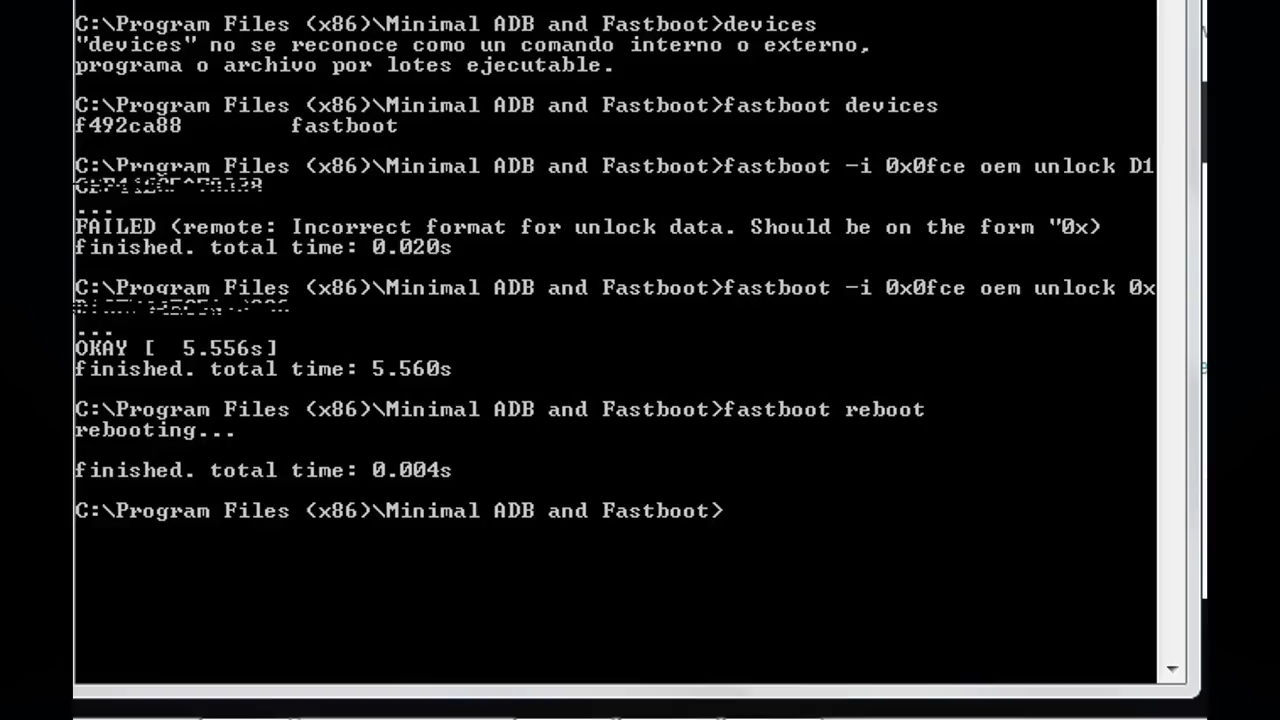 C:\Program Files (x86)\Minimal ADB and Fastboot>devices
"devices" no se reconoce como un comando interno o externo,
programa o archivo por lotes ejecutable.
C:\Program Files (x86)\Minimal ADB and Fastboot>fastboot devices
f492ca88 fastboot
C:\Program Files (x86)\Minimal ADB and Fastboot>fastboot -i 0x0fce oem unlock D1
...
FAILED (remote: Incorrect format for unlock data. Should be on the form "0x)
finished. total time: 0.020s
C:\Program Files (x86)\Minimal ADB and Fastboot>fastboot -i 0x0fce oem unlock 0x
...
OKAY [  5.556s]
finished. total time: 5.560s
C:\Program Files (x86)\Minimal ADB and Fastboot>fastboot reboot
rebooting...
finished. total time: 0.004s
C:\Program Files (x86)\Minimal ADB and Fastboot>